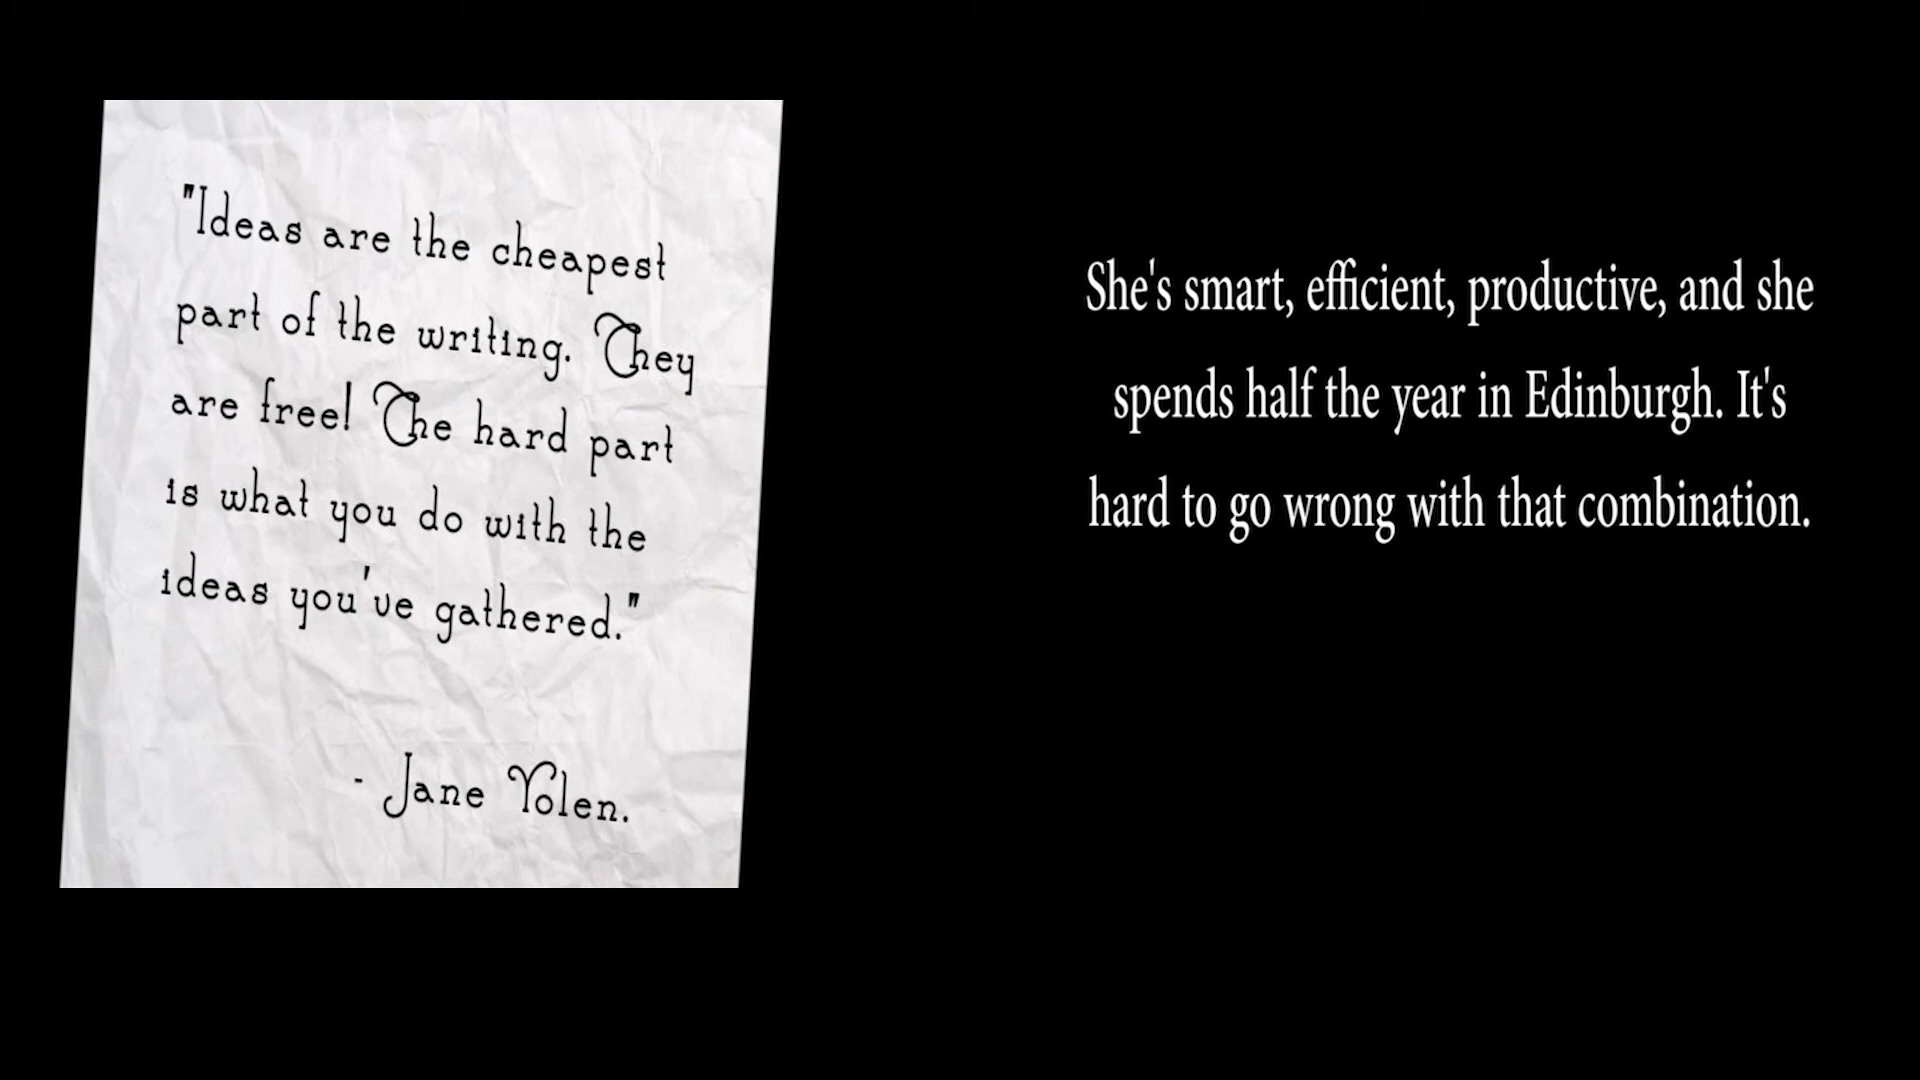 "Ideas are the cheapest
part of the writing. They
are free! The hard part
is what you do with the
ideas you've gathered."
- Jane Yolen.
She's smart, efficient, productive, and she
spends half the year in Edinburgh. It's
hard to go wrong with that combination.